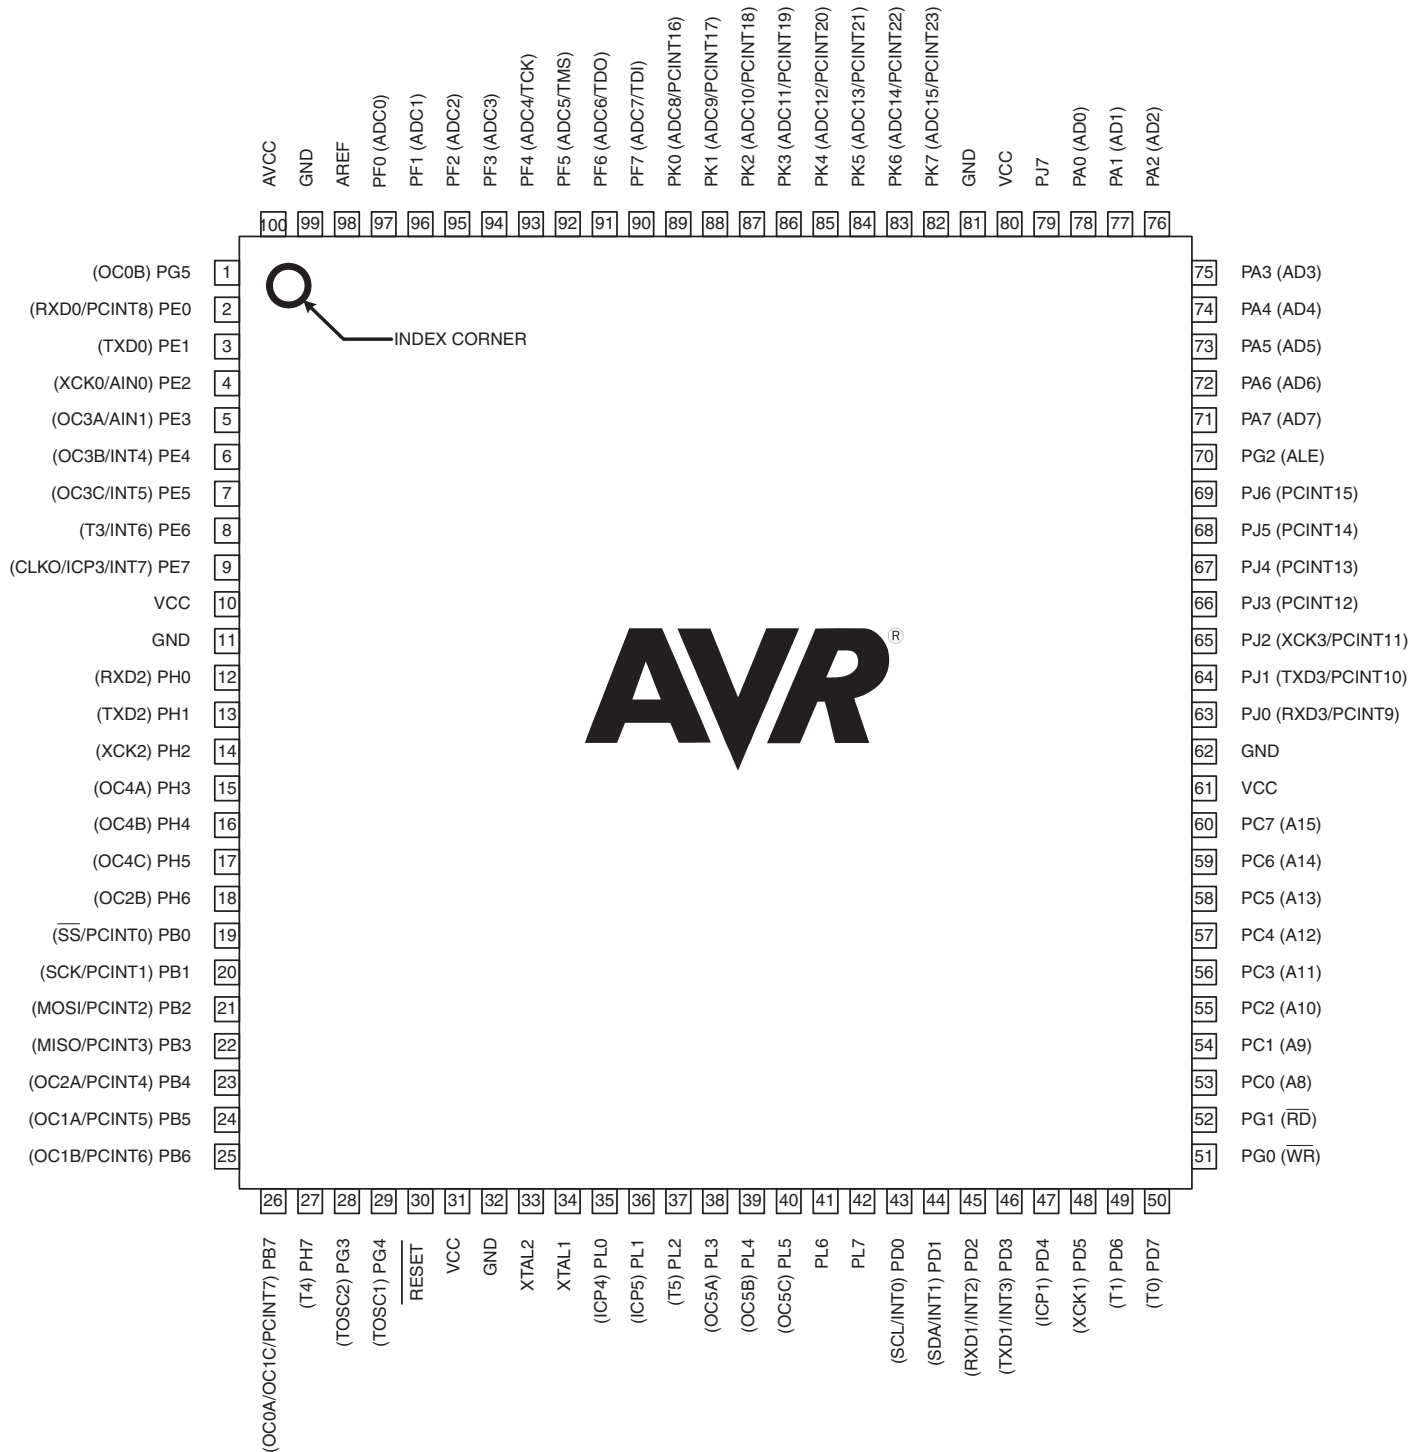 AVCC
GND
AREF
PF0 (ADC0)
PF1 (ADC1)
PF2 (ADC2)
PF3 (ADC3)
PF4 (ADC4/TCK)
PF5 (ADC5/TMS)
PF6 (ADC6/TDO)
PF7 (ADC7/TDI)
PK0 (ADC8/PCINT16)
PK1 (ADC9/PCINT17)
PK2 (ADC10/PCINT18)
PK3 (ADC11/PCINT19)
PK4 (ADC12/PCINT20)
PK5 (ADC13/PCINT21)
PK6 (ADC14/PCINT22)
PK7 (ADC15/PCINT23)
GND
VCC
PJ7
PA0 (AD0)
PA1 (AD1)
PA2 (AD2)
100 99 98 97 96 95 94 93 92 91 90 89 88 87 86 85 84 83 82 81 80 79 78 77 76
(OC0B) PG5 1
(RXD0/PCINT8) PE0 2
(TXD0) PE1 3
(XCK0/AIN0) PE2 4
(OC3A/AIN1) PE3 5
(OC3B/INT4) PE4 6
(OC3C/INT5) PE5 7
(T3/INT6) PE6 8
(CLKO/ICP3/INT7) PE7 9
VCC 10
GND 11
(RXD2) PH0 12
(TXD2) PH1 13
(XCK2) PH2 14
(OC4A) PH3 15
(OC4B) PH4 16
(OC4C) PH5 17
(OC2B) PH6 18
(SS/PCINT0) PB0 19
(SCK/PCINT1) PB1 20
(MOSI/PCINT2) PB2 21
(MISO/PCINT3) PB3 22
(OC2A/PCINT4) PB4 23
(OC1A/PCINT5) PB5 24
(OC1B/PCINT6) PB6 25
INDEX CORNER
AVR®
75 PA3 (AD3)
74 PA4 (AD4)
73 PA5 (AD5)
72 PA6 (AD6)
71 PA7 (AD7)
70 PG2 (ALE)
69 PJ6 (PCINT15)
68 PJ5 (PCINT14)
67 PJ4 (PCINT13)
66 PJ3 (PCINT12)
65 PJ2 (XCK3/PCINT11)
64 PJ1 (TXD3/PCINT10)
63 PJ0 (RXD3/PCINT9)
62 GND
61 VCC
60 PC7 (A15)
59 PC6 (A14)
58 PC5 (A13)
57 PC4 (A12)
56 PC3 (A11)
55 PC2 (A10)
54 PC1 (A9)
53 PC0 (A8)
52 PG1 (RD)
51 PG0 (WR)
26 27 28 29 30 31 32 33 34 35 36 37 38 39 40 41 42 43 44 45 46 47 48 49 50
(OC0A/OC1C/PCINT7) PB7
(T4) PH7
(TOSC2) PG3
(TOSC1) PG4
RESET
VCC
GND
XTAL2
XTAL1
(ICP4) PL0
(ICP5) PL1
(T5) PL2
(OC5A) PL3
(OC5B) PL4
(OC5C) PL5
PL6
PL7
(SCL/INT0) PD0
(SDA/INT1) PD1
(RXD1/INT2) PD2
(TXD1/INT3) PD3
(ICP1) PD4
(XCK1) PD5
(T1) PD6
(T0) PD7